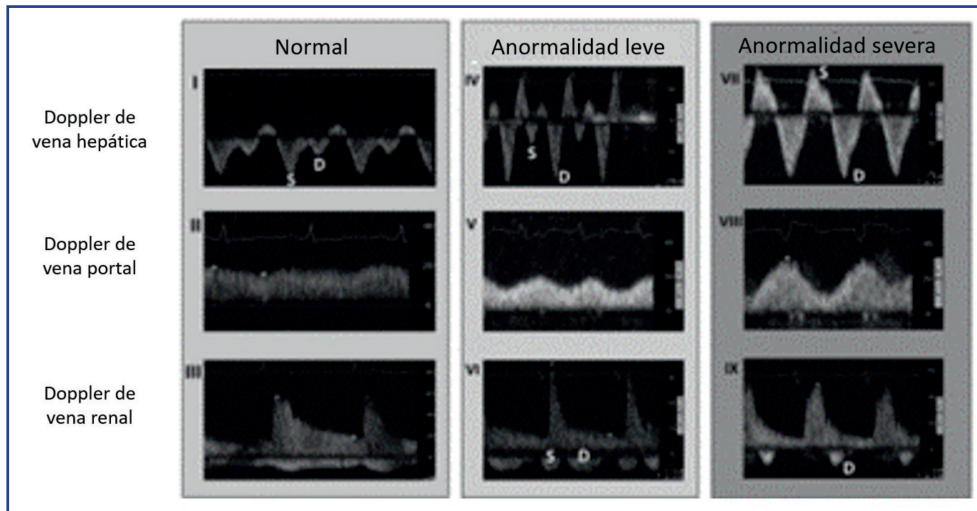 Normal
Anormalidad leve
Anormalidad severa
Doppler de
vena hepática
I
S
D
IV
S
D
VII
S
D
Doppler de
vena portal
II
V
VIII
Doppler de
vena renal
III
VI
S
D
IX
D